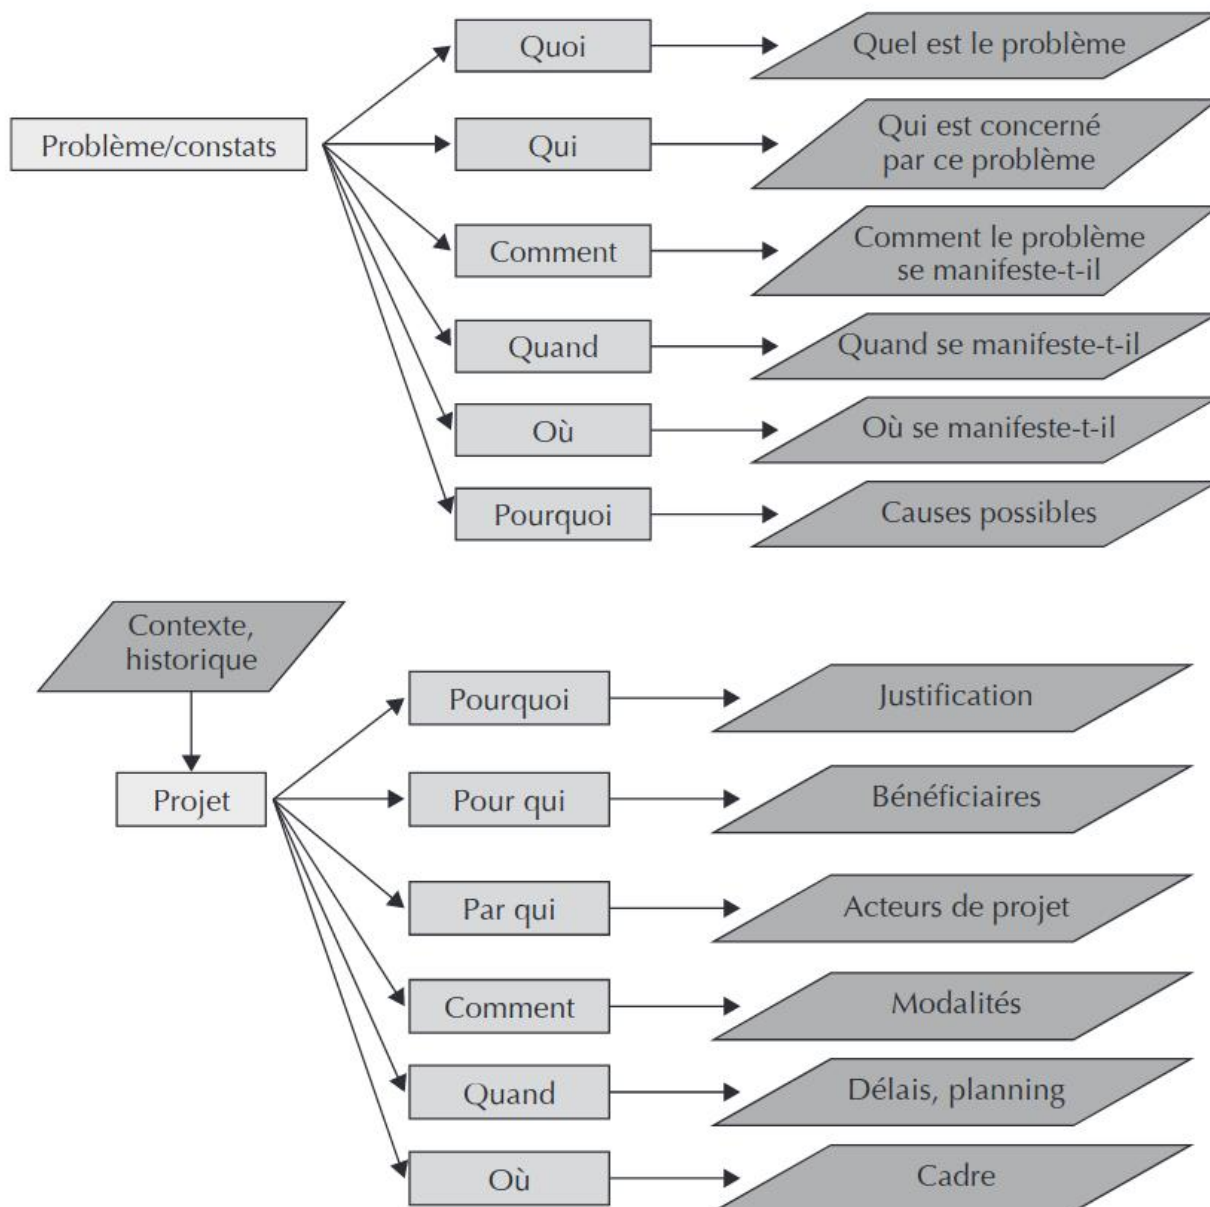 Quoi
Quel est le problème
Problème/constats
Qui
Qui est concerné
par ce problème
Comment
Comment le problème
se manifeste-t-il
Quand
Quand se manifeste-t-il
Où
Où se manifeste-t-il
Pourquoi
Causes possibles
Contexte,
historique
Projet
Pourquoi
Justification
Pour qui
Bénéficiaires
Par qui
Acteurs de projet
Comment
Modalités
Quand
Délais, planning
Où
Cadre